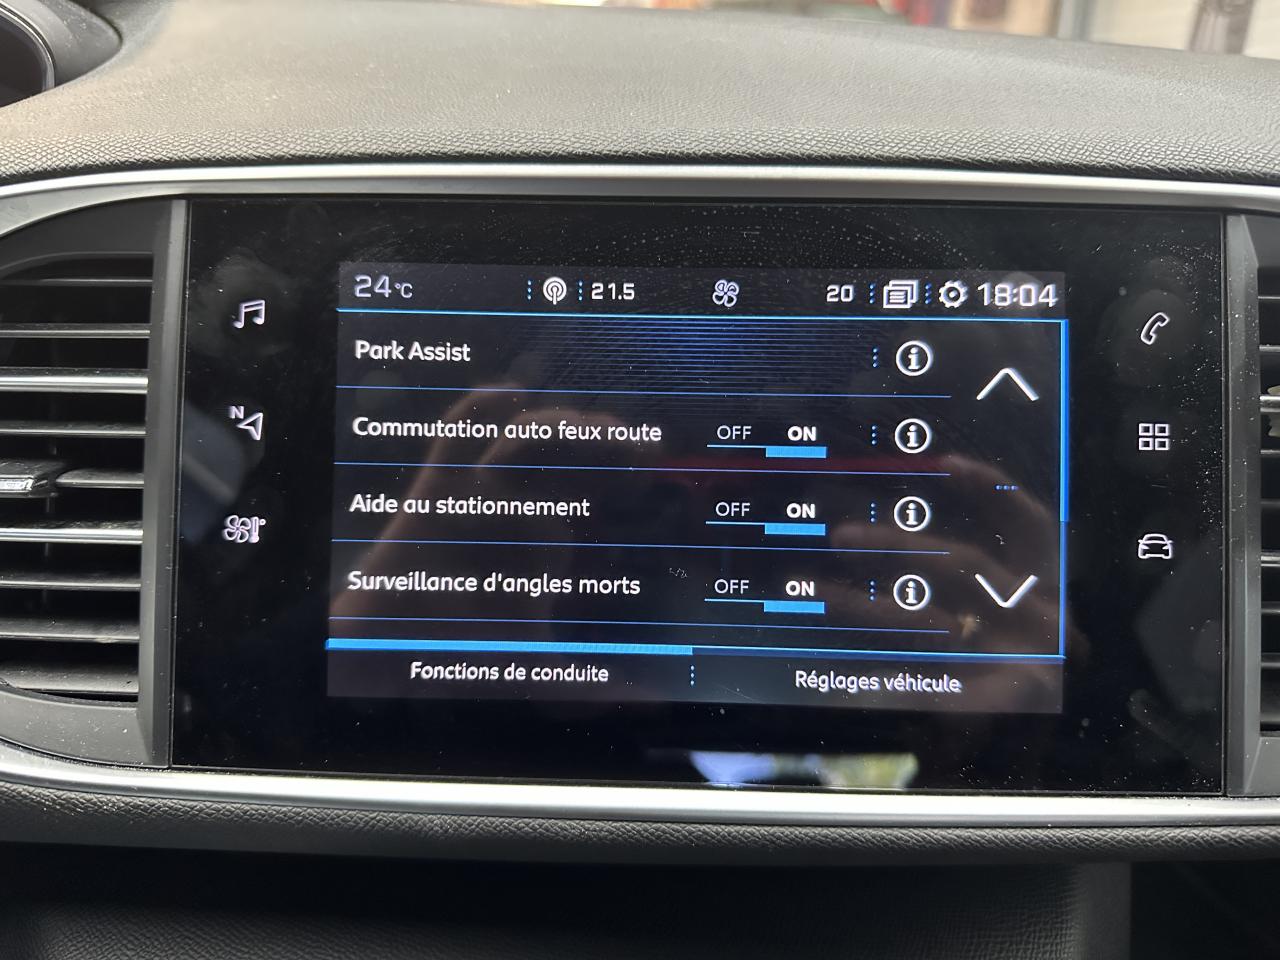 24°C 21.5 20 18:04
Park Assist
Commutation auto feux route OFF ON
Aide au stationnement OFF ON
Surveillance d'angles morts OFF ON
Fonctions de conduite Réglages véhicule
N